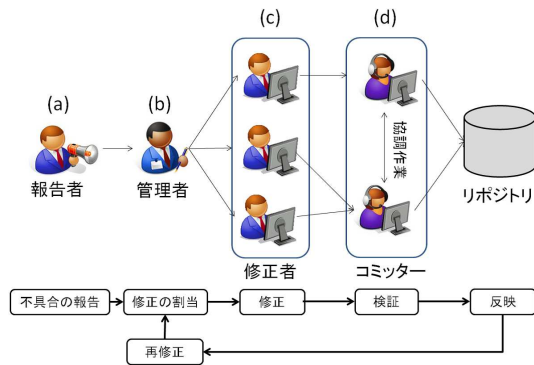 (a)
(b)
(c)
(d)
報告者
管理者
修正者
コミッター
協調作業
リポジトリ
不具合の報告
修正の割当
修正
検証
反映
再修正